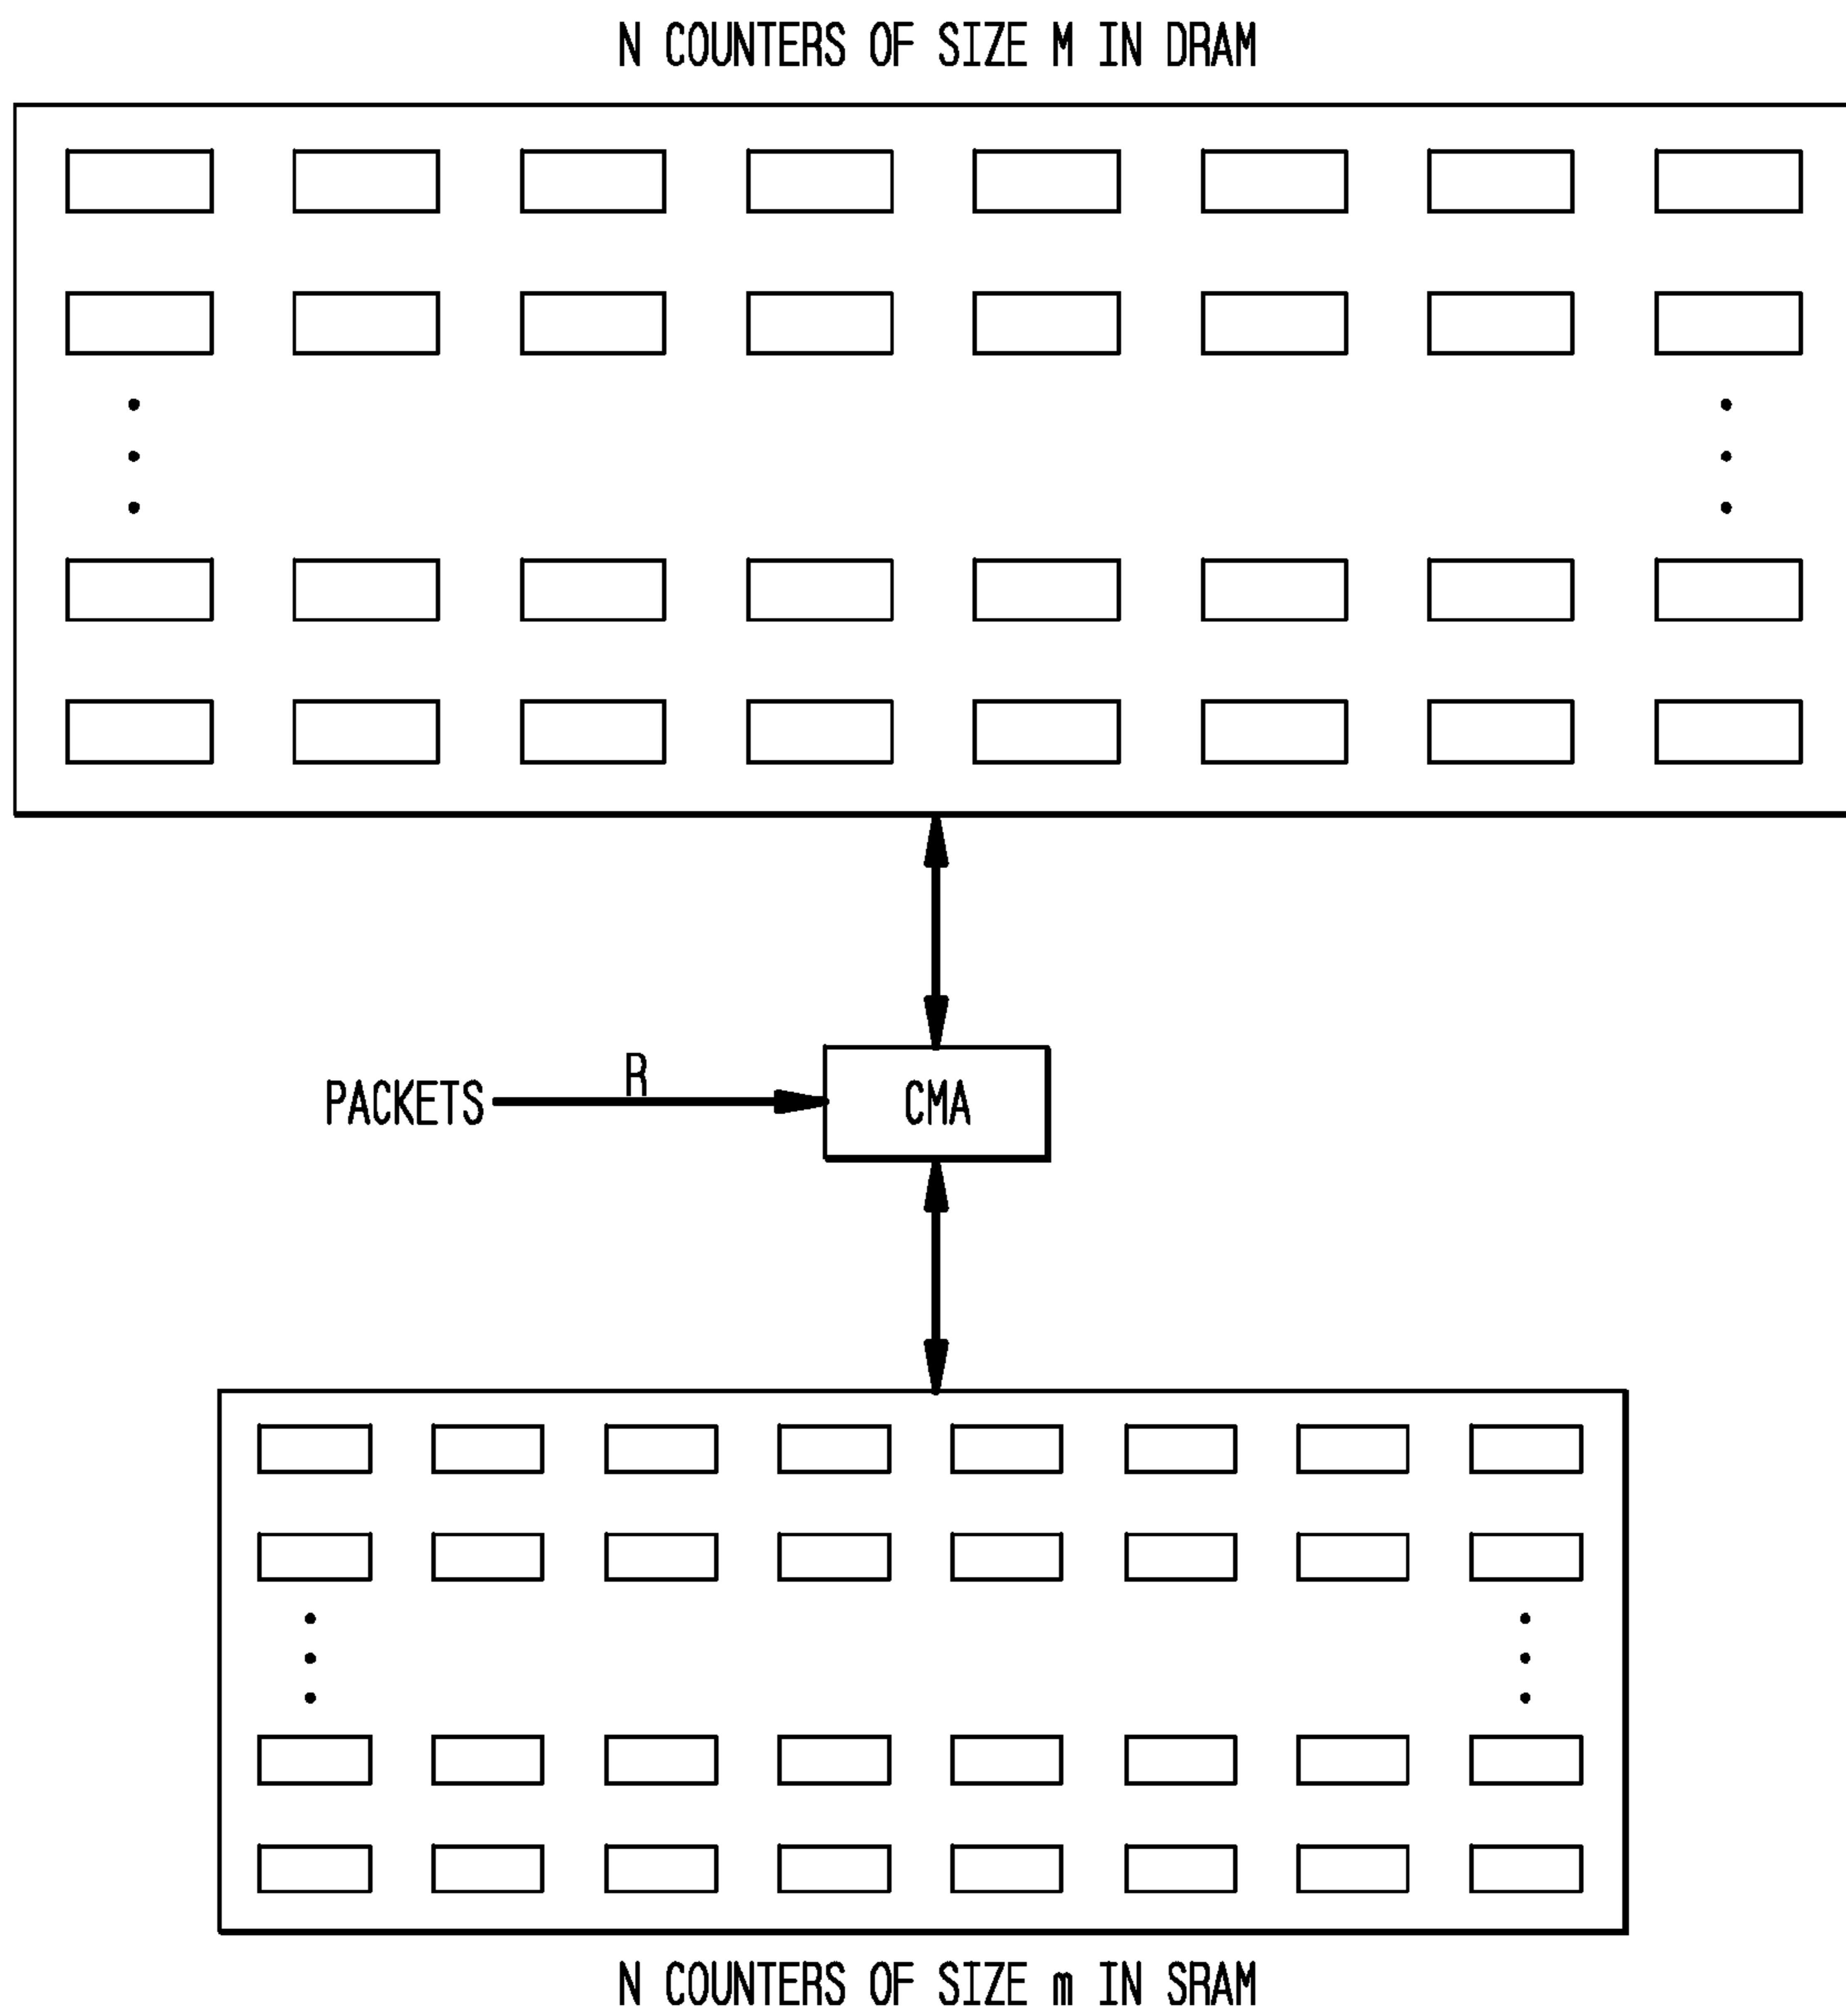 N COUNTERS OF SIZE M IN DRAM
R
PACKETS
CMA
N COUNTERS OF SIZE m IN SRAM